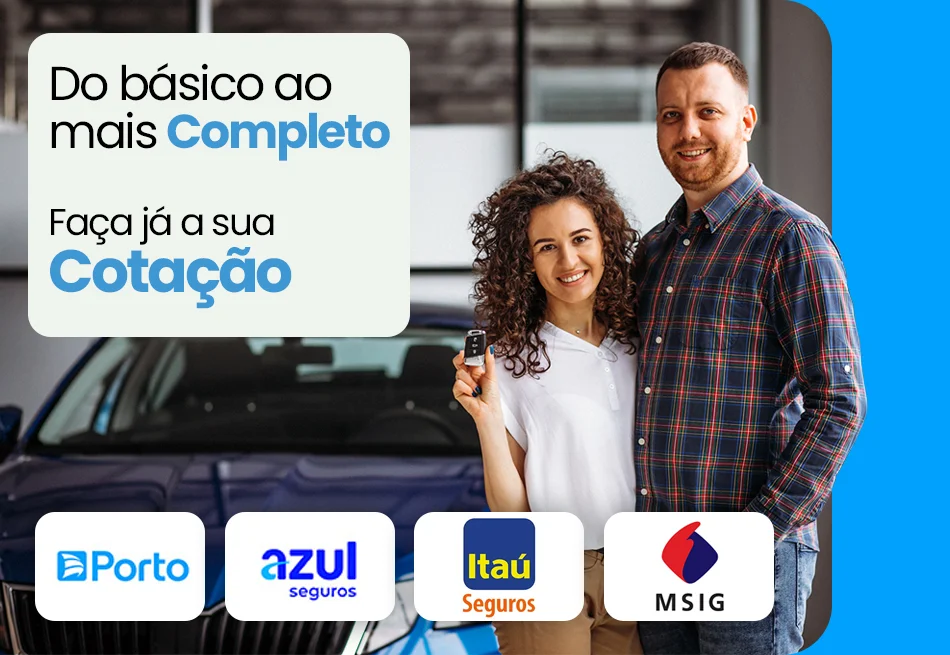 Do básico ao
mais Completo
Faça já a sua
Cotação
Porto
azul
seguros
Itaú
Seguros
MSIG